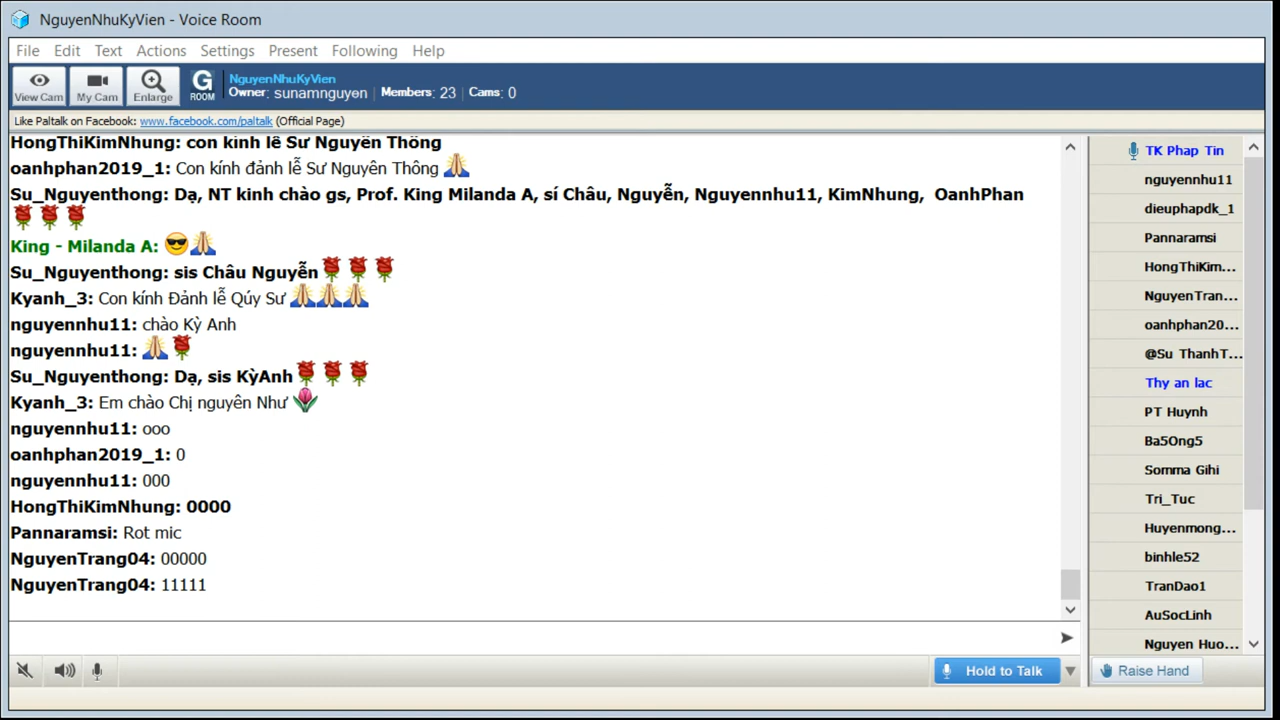 NguyenNhuKyVien - Voice Room
File Edit Text Actions Settings Present Following Help
View Cam My Cam Enlarge G ROOM
NguyenNhuKyVien
Owner: sunamnguyen | Members: 23 | Cams: 0
Like Paltalk on Facebook: www.facebook.com/paltalk (Official Page)
HongThiKimNhung: con kính lễ Sư Nguyên Thông
oanhphan2019_1: Con kính đảnh lễ Sư Nguyên Thông
Su_Nguyenthong: Dạ, NT kinh chào gs, Prof. King Milanda A, sí Châu, Nguyễn, Nguyennhu11, KimNhung, OanhPhan
King - Milanda A:
Su_Nguyenthong: sis Châu Nguyễn
Kyanh_3: Con kính Đảnh lễ Qúy Sư
nguyennhu11: chào Kỳ Anh
nguyennhu11:
Su_Nguyenthong: Dạ, sis KỳAnh
Kyanh_3: Em chào Chị nguyên Như
nguyennhu11: ooo
oanhphan2019_1: 0
nguyennhu11: 000
HongThiKimNhung: 0000
Pannaramsi: Rot mic
NguyenTrang04: 00000
NguyenTrang04: 11111
Hold to Talk
TK Phap Tin
nguyennhu11
dieuphapdk_1
Pannaramsi
HongThiKim...
NguyenTran...
oanhphan20...
@Su ThanhT...
Thy an lac
PT Huynh
Ba5Ong5
Somma Gihi
Tri_Tuc
Huyenmong...
binhle52
TranDao1
AuSocLinh
Nguyen Huo...
Raise Hand